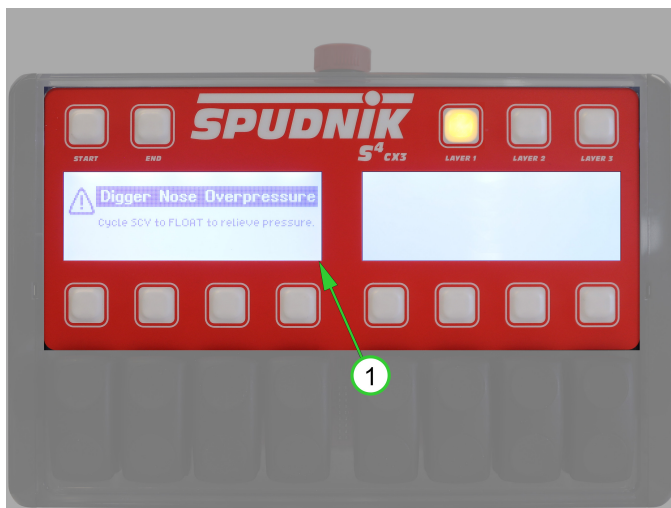 SPUDNIK
S4 CX3
START
END
LAYER 1
LAYER 2
LAYER 3
Digger Nose Overpressure
Cycle SCV to FLOAT to relieve pressure.
1